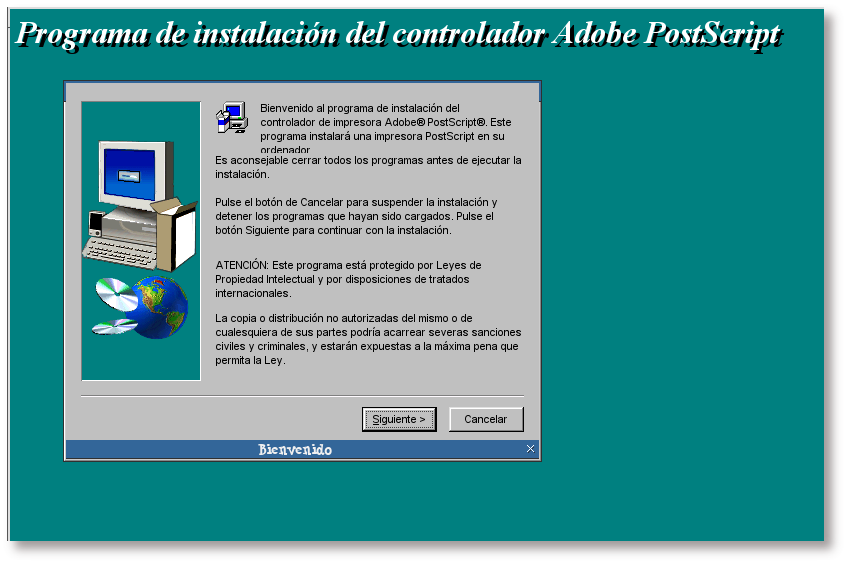 Programa de instalación del controlador Adobe PostScript
Bienvenido al programa de instalación del
controlador de impresora Adobe® PostScript®. Este
programa instalará una impresora PostScript en su
ordenador.
Es aconsejable cerrar todos los programas antes de ejecutar la
instalación.
Pulse el botón de Cancelar para suspender la instalación y
detener los programas que hayan sido cargados. Pulse el
botón Siguiente para continuar con la instalación.
ATENCIÓN: Este programa está protegido por Leyes de
Propiedad Intelectual y por disposiciones de tratados
internacionales.
La copia o distribución no autorizadas del mismo o de
cualesquiera de sus partes podría acarrear severas sanciones
civiles y criminales, y estarán expuestas a la máxima pena que
permita la Ley.
Siguiente > Cancelar
Bienvenido